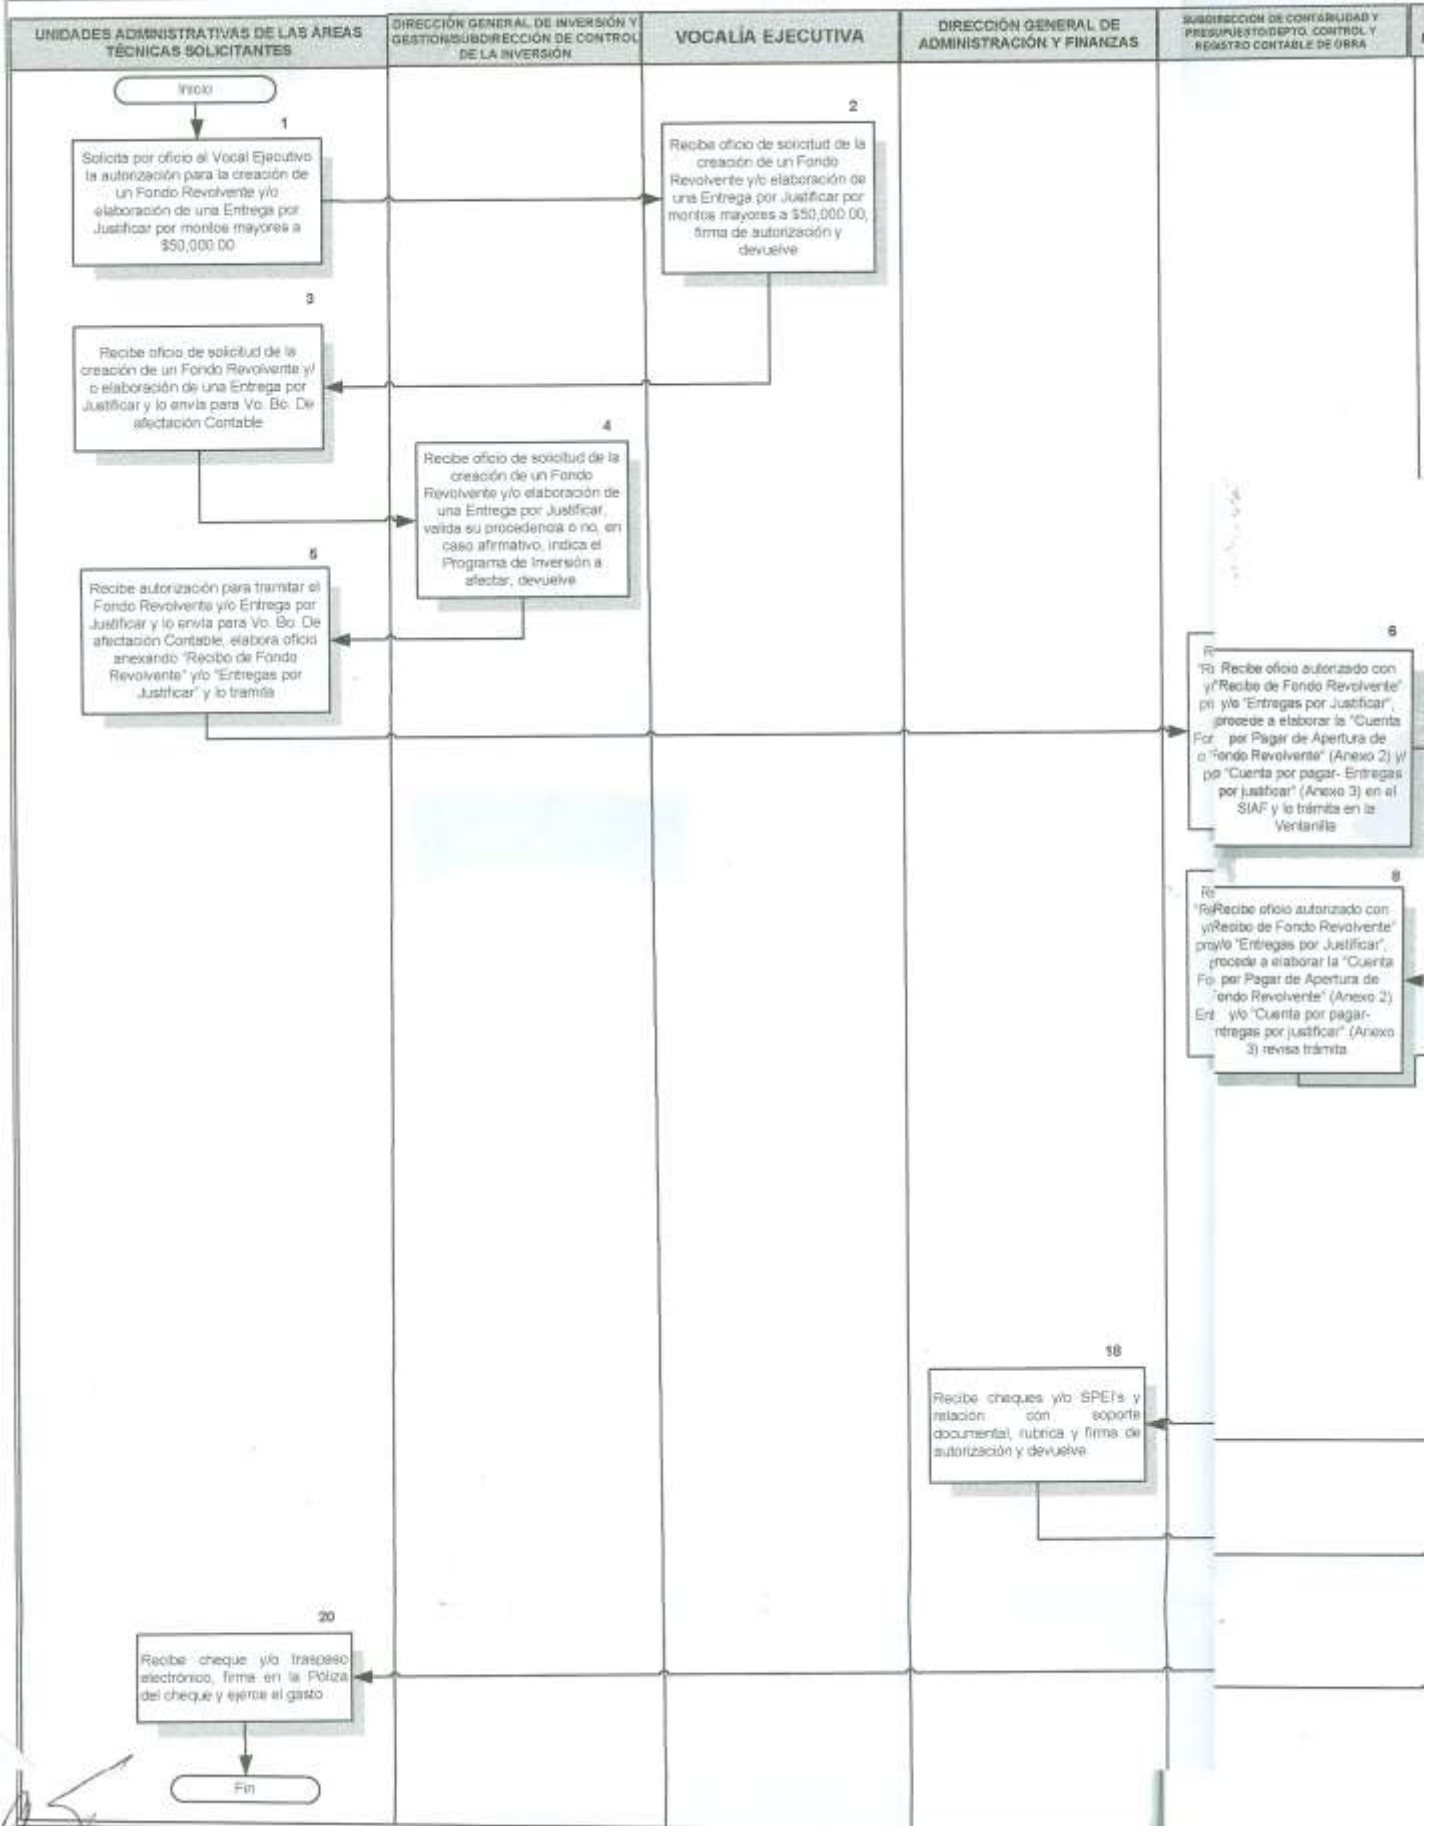 UNIDADES ADMINISTRATIVAS DE LAS AREAS
TÉCNICAS SOLICITANTES
DIRECCIÓN GENERAL DE INVERSIÓN Y
GESTION/SUBDIRECCIÓN DE CONTROL
DE LA INVERSIÓN
VOCALÍA EJECUTIVA
DIRECCIÓN GENERAL DE
ADMINISTRACIÓN Y FINANZAS
SUBDIRECCION DE CONTABILIDAD Y
PRESUPUESTO/DEPTO. CONTROL Y
REGISTRO CONTABLE DE OBRA
Inicio
1
Solicita por oficio al Vocal Ejecutivo
la autorización para la creación de
un Fondo Revolvente y/o
elaboración de una Entrega por
Justificar por montos mayores a
$50,000.00
2
Recibe oficio de solicitud de la
creación de un Fondo
Revolvente y/o elaboración de
una Entrega por Justificar por
montos mayores a $50,000.00,
firma de autorización y
devuelve
3
Recibe oficio de solicitud de la
creación de un Fondo Revolvente y/
o elaboración de una Entrega por
Justificar y lo envía para Vo. Bo. De
afectación Contable
4
Recibe oficio de solicitud de la
creación de un Fondo
Revolvente y/o elaboración de
una Entrega por Justificar,
valida su procedencia o no, en
caso afirmativo, indica el
Programa de Inversión a
afectar, devuelve
5
Recibe autorización para tramitar el
Fondo Revolvente y/o Entrega por
Justificar y lo envía para Vo. Bo. De
afectación Contable, elabora oficio
anexando "Recibo de Fondo
Revolvente" y/o "Entregas por
Justificar" y lo tramita
6
Recibe oficio autorizado con
"Recibo de Fondo Revolvente"
y/o "Entregas por Justificar",
procede a elaborar la "Cuenta
por Pagar de Apertura de
"Fondo Revolvente" (Anexo 2) y/
o "Cuenta por pagar- Entregas
por justificar" (Anexo 3) en el
SIAF y lo trámita en la
Ventanilla
8
Recibe oficio autorizado con
Recibo de Fondo Revolvente"
y/o "Entregas por Justificar",
procede a elaborar la "Cuenta
por Pagar de Apertura de
ondo Revolvente" (Anexo 2)
y/o "Cuenta por pagar-
ntregas por justificar" (Anexo
3) revisa trámita
18
Recibe cheques y/o SPEI's y
relación con soporte
documental, rubrica y firma de
autorización y devuelve
20
Recibe cheque y/o traspaso
electrónico, firma en la Póliza
del cheque y ejerce el gasto
Fin